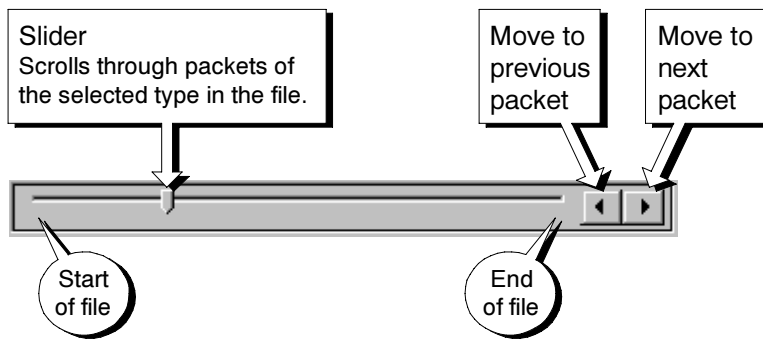 Slider
Scrolls through packets of
the selected type in the file.
Move to
previous
packet
Move to
next
packet
Start
of file
End
of file